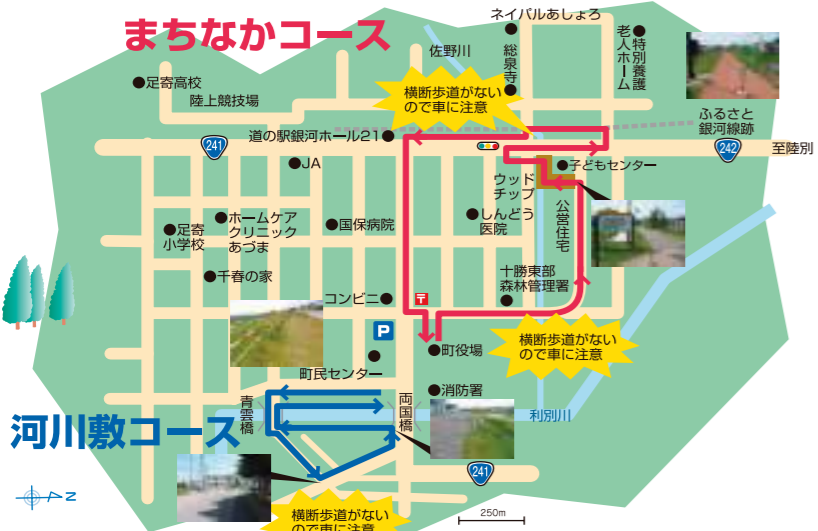 ネイパルあしょろ
まちなかコース
佐野川
総泉寺
特別養護
老人ホーム
足寄高校
陸上競技場
横断歩道がない
ので車に注意
ふるさと
銀河線跡
道の駅銀河ホール21
241
242
至陸別
JA
子どもセンター
ウッド
チップ
公営住宅
ホームケア
クリニック
あづま
足寄
小学校
国保病院
しんどう
医院
千春の家
十勝東部
森林管理署
コンビニ
〒
P
町役場
横断歩道がない
ので車に注意
町民センター
消防署
青雲橋
両国橋
利別川
河川敷コース
241
N
横断歩道がない
ので車に注意
250m